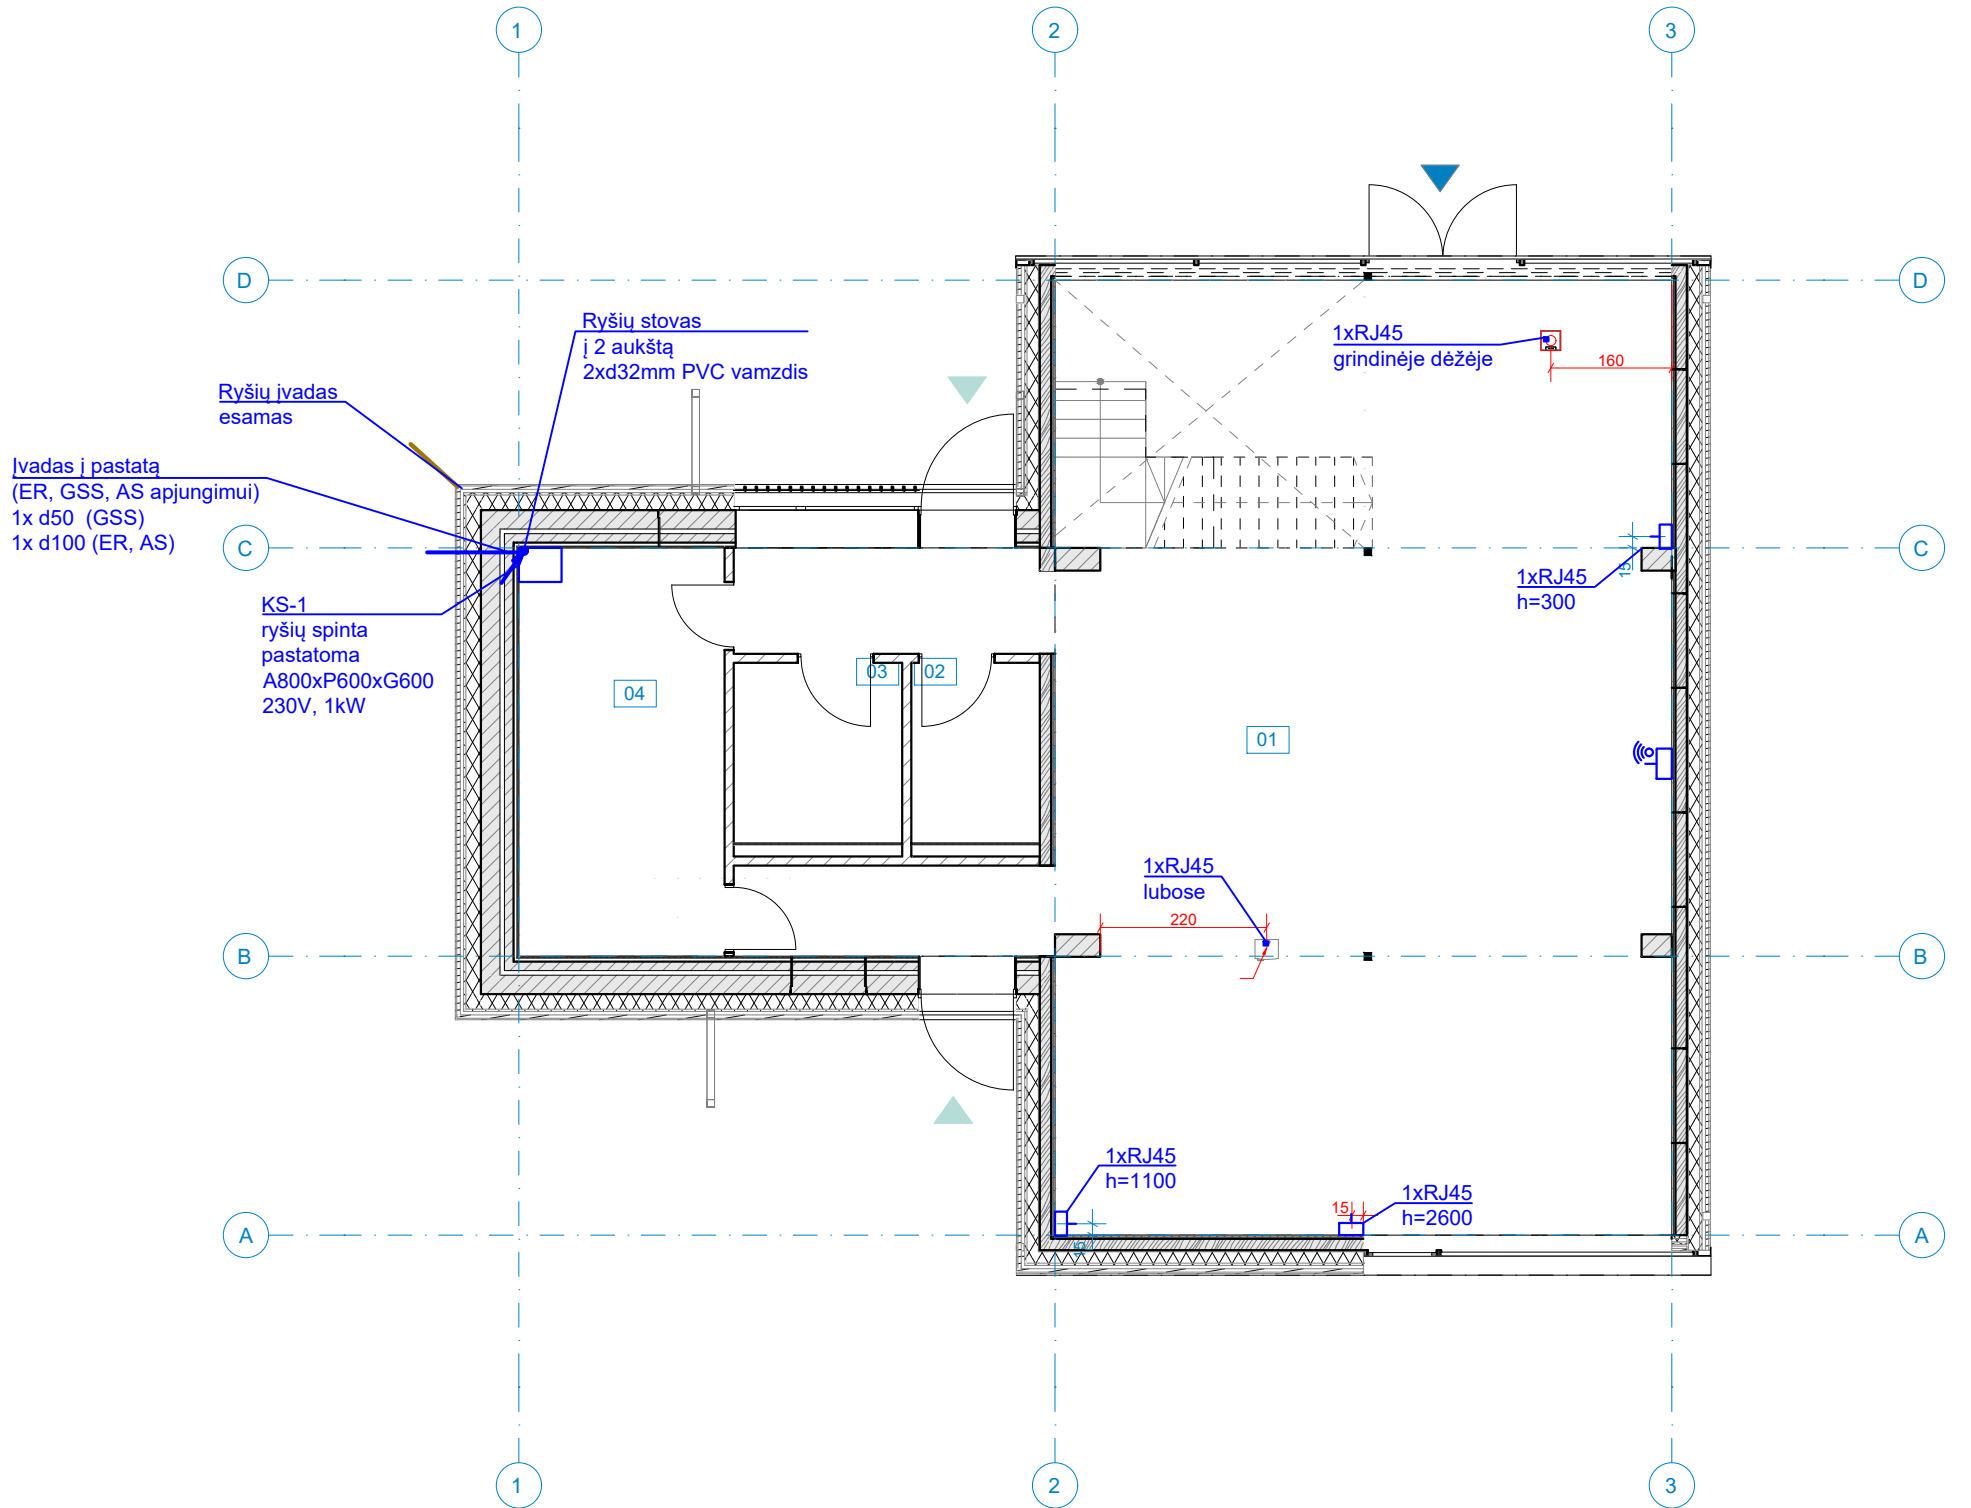 1
2
3
D
D
Ryšių stovas
į 2 aukštą
2xd32mm PVC vamzdis
1xRJ45
grindinėje dėžėje
160
Ryšių įvadas
esamas
Įvadas į pastatą
(ER, GSS, AS apjungimui)
1x d50 (GSS)
1x d100 (ER, AS)
C
C
15
1xRJ45
h=300
KS-1
ryšių spinta
pastatoma
A800xP600xG600
230V, 1kW
04
03
02
01
1xRJ45
lubose
220
B
B
1xRJ45
h=1100
15
15
1xRJ45
h=2600
A
A
1
2
3